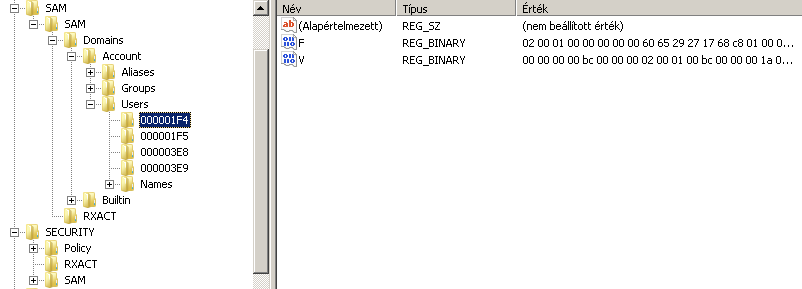 SAM
SAM
Domains
Account
Aliases
Groups
Users
000001F4
000001F5
000003E8
000003E9
Names
Builtin
RXACT
SECURITY
Policy
RXACT
SAM
Név Típus Érték
(Alapértelmezett) REG_SZ (nem beállított érték)
F REG_BINARY 02 00 01 00 00 00 00 00 60 65 29 27 17 68 c8 01 00 0...
V REG_BINARY 00 00 00 00 bc 00 00 00 02 00 01 00 bc 00 00 00 1a 0...